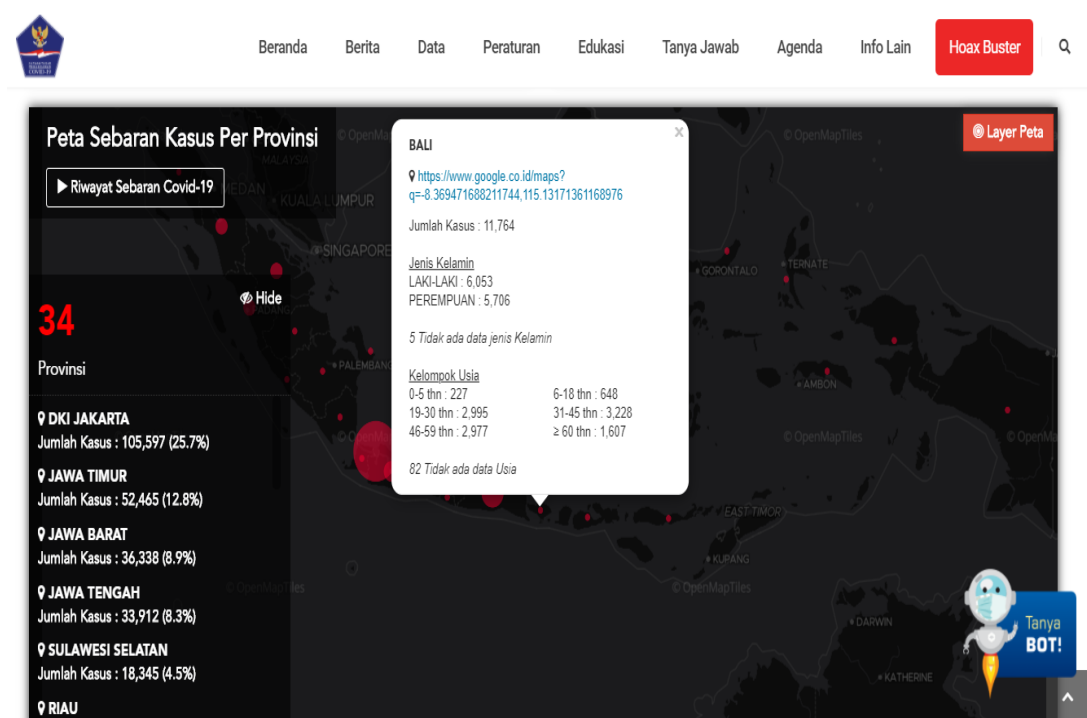 Beranda Berita Data Peraturan Edukasi Tanya Jawab Agenda Info Lain Hoax Buster
Peta Sebaran Kasus Per Provinsi
Riwayat Sebaran Covid-19
Layer Peta
BALI
×
https://www.google.co.id/maps?
q=-8.369471688211744,115.13171361168976
Jumlah Kasus : 11,764
Jenis Kelamin
LAKI-LAKI : 6,053
PEREMPUAN : 5,706
5 Tidak ada data jenis Kelamin
Kelompok Usia
0-5 thn : 227 6-18 thn : 648
19-30 thn : 2,995 31-45 thn : 3,228
46-59 thn : 2,977 ≥ 60 thn : 1,607
82 Tidak ada data Usia
Hide
34
Provinsi
DKI JAKARTA
Jumlah Kasus : 105,597 (25.7%)
JAWA TIMUR
Jumlah Kasus : 52,465 (12.8%)
JAWA BARAT
Jumlah Kasus : 36,338 (8.9%)
JAWA TENGAH
Jumlah Kasus : 33,912 (8.3%)
SULAWESI SELATAN
Jumlah Kasus : 18,345 (4.5%)
RIAU
MALAYSIA
MEDAN
KUALA LUMPUR
SINGAPORE
PADANG
PALEMBANG
GORONTALO
TERNATE
AMBON
EAST TIMOR
KUPANG
DARWIN
KATHERINE
© OpenMapTiles
© OpenMapTiles
© OpenMapTiles
© OpenMapTiles
Tanya
BOT!